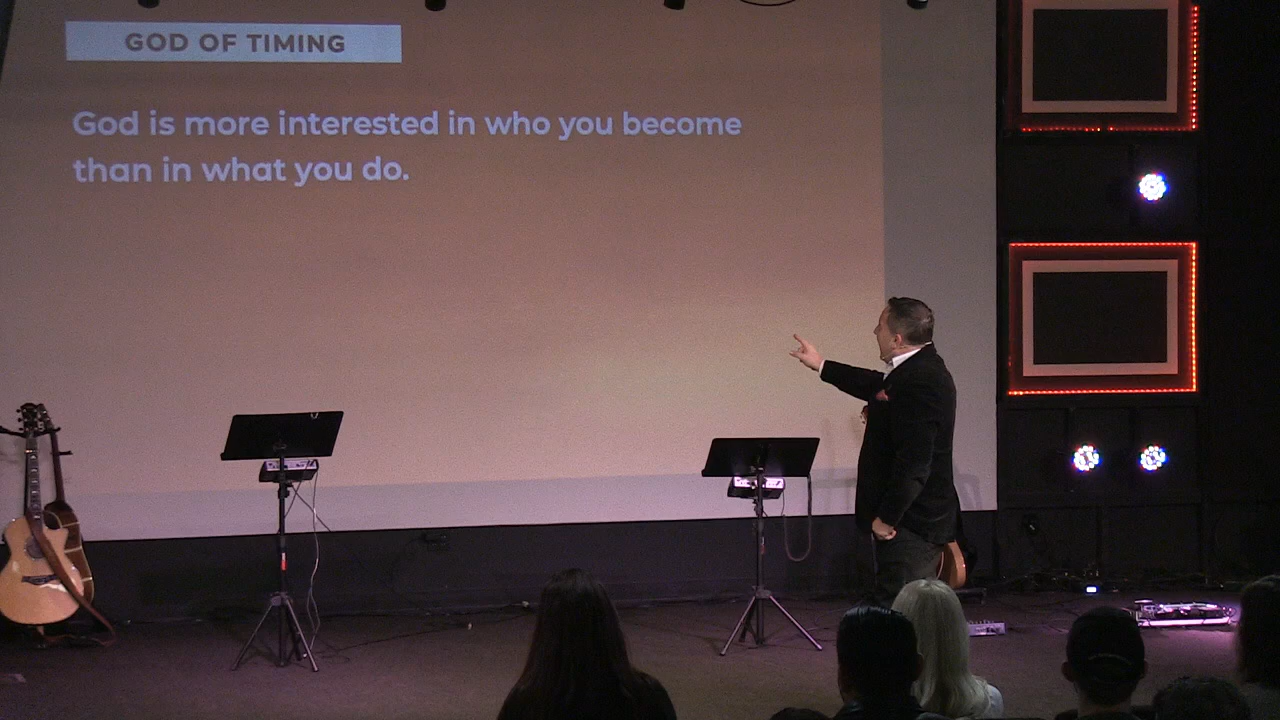 GOD OF TIMING
God is more interested in who you become
than in what you do.